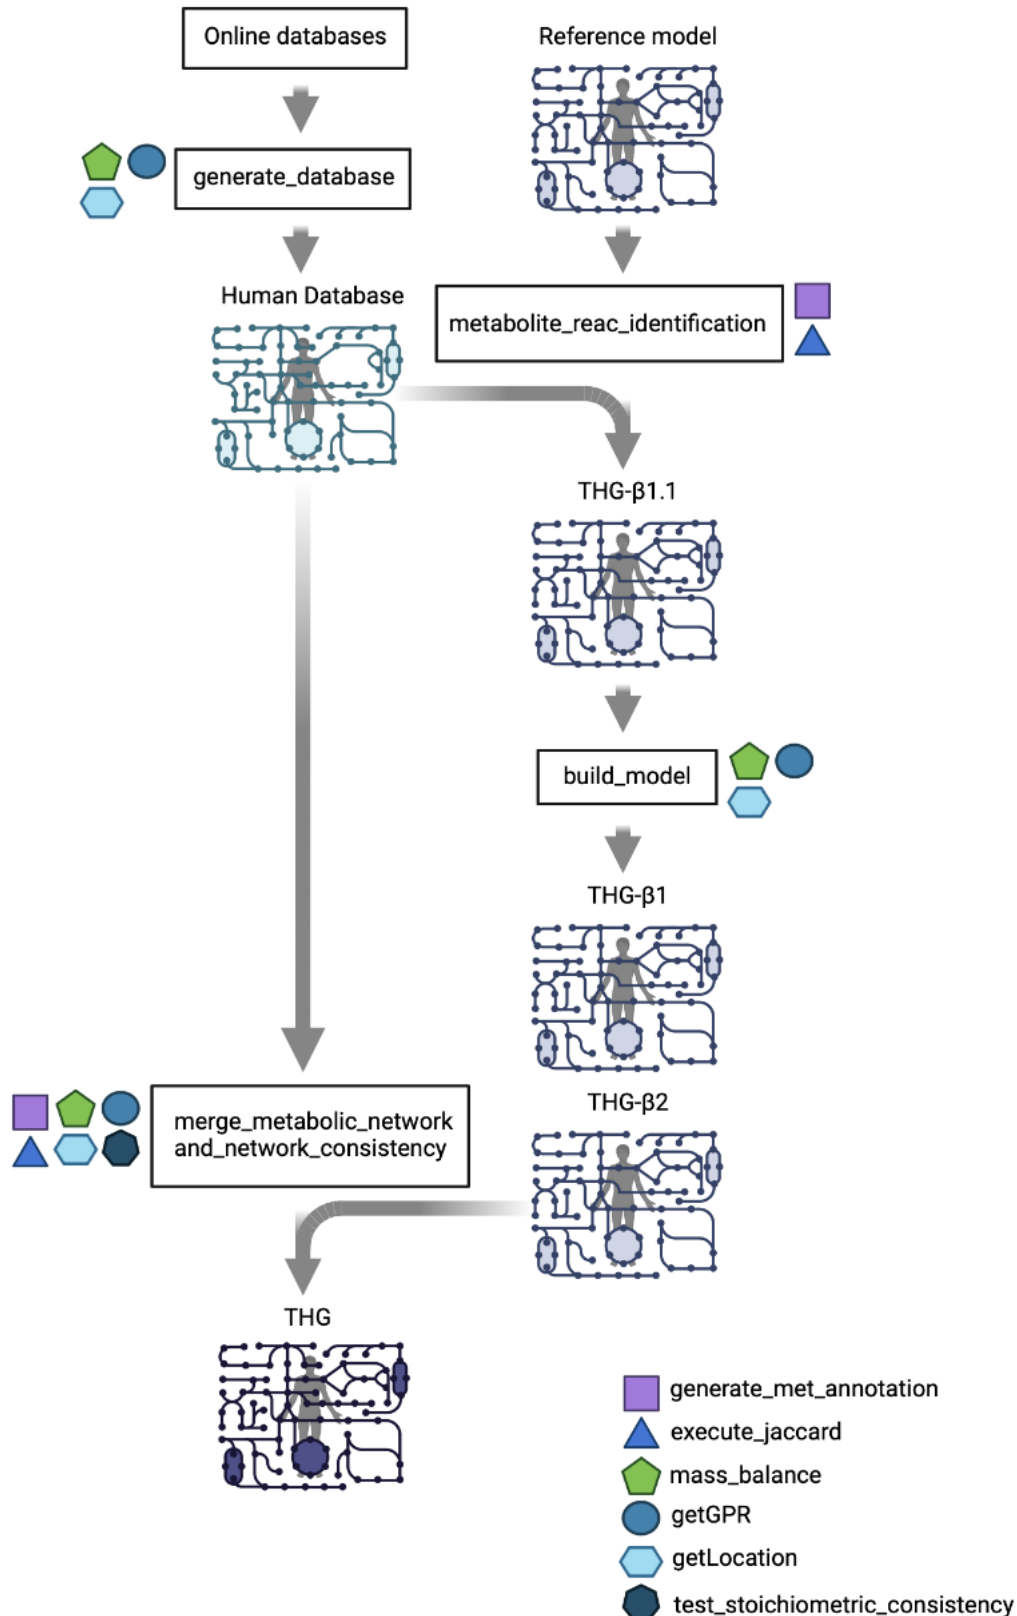 Online databases
Reference model
generate_database
Human Database
metabolite_reac_identification
THG-β1.1
build_model
THG-β1
merge_metabolic_network
and_network_consistency
THG-β2
THG
generate_met_annotation
execute_jaccard
mass_balance
getGPR
getLocation
test_stoichiometric_consistency